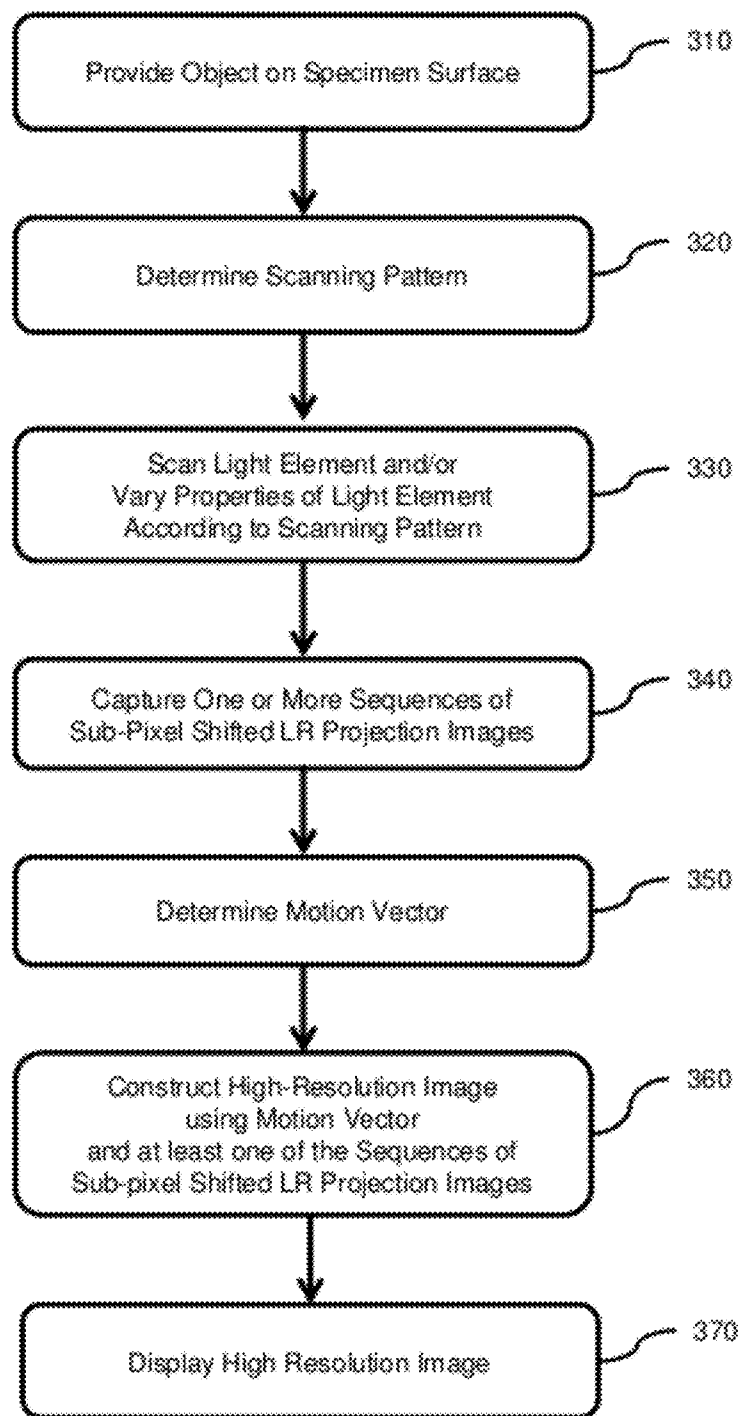 Provide Object on Specimen Surface
310
Determine Scanning Pattern
320
Scan Light Element and/or
Vary Properties of Light Element
According to Scanning Pattern
330
Capture One or More Sequences of
Sub-Pixel Shifted LR Projection Images
340
Determine Motion Vector
350
Construct High-Resolution Image
using Motion Vector
and at least one of the Sequences of
Sub-pixel Shifted LR Projection Images
360
Display High Resolution Image
370